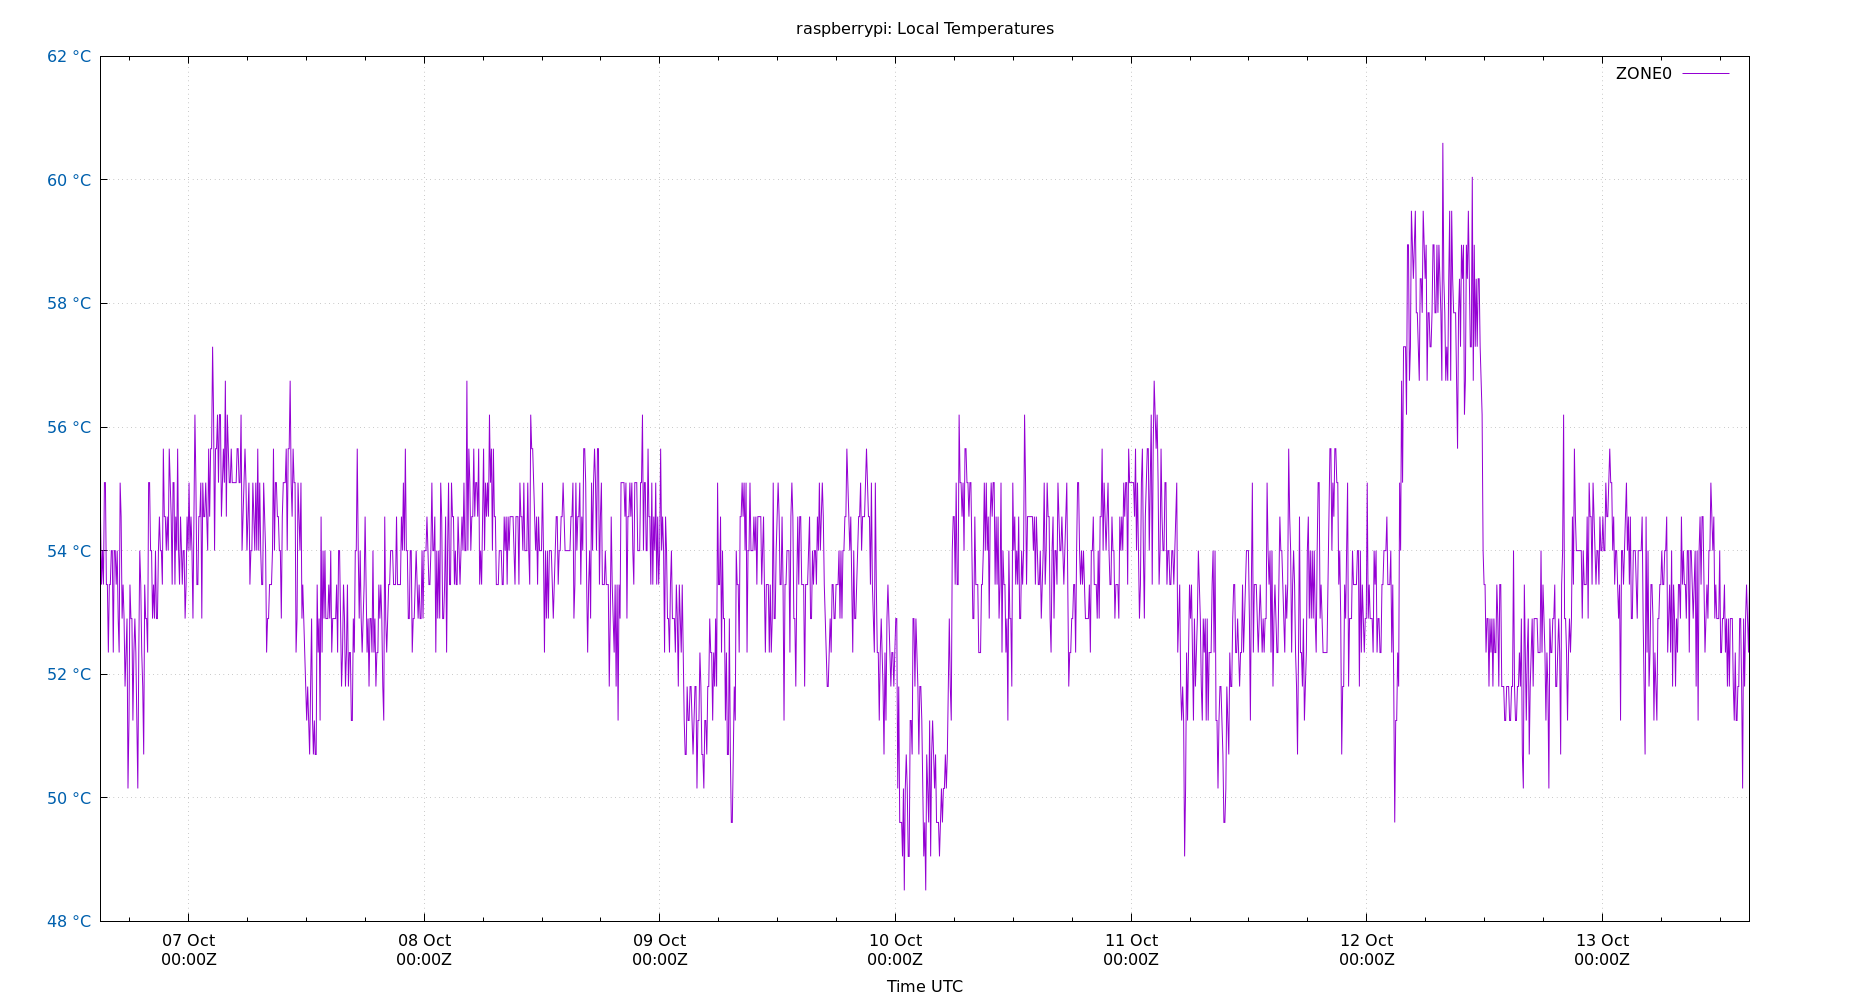 raspberrypi: Local Temperatures
62 °C
ZONE0
60 °C
58 °C
56 °C
54 °C
52 °C
50 °C
48 °C
07 Oct
00:00Z
08 Oct
00:00Z
09 Oct
00:00Z
10 Oct
00:00Z
11 Oct
00:00Z
12 Oct
00:00Z
13 Oct
00:00Z
Time UTC